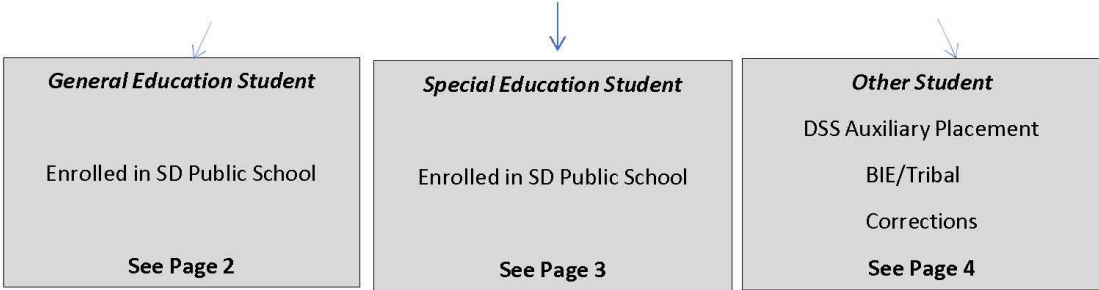 General Education Student
Enrolled in SD Public School
See Page 2
Special Education Student
Enrolled in SD Public School
See Page 3
Other Student
DSS Auxiliary Placement
BIE/Tribal
Corrections
See Page 4